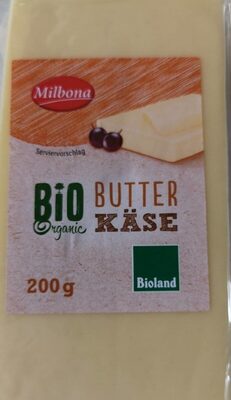 Milbona
Serviervorschlag
BIO
Organic
BUTTER
KÄSE
200g
Bioland